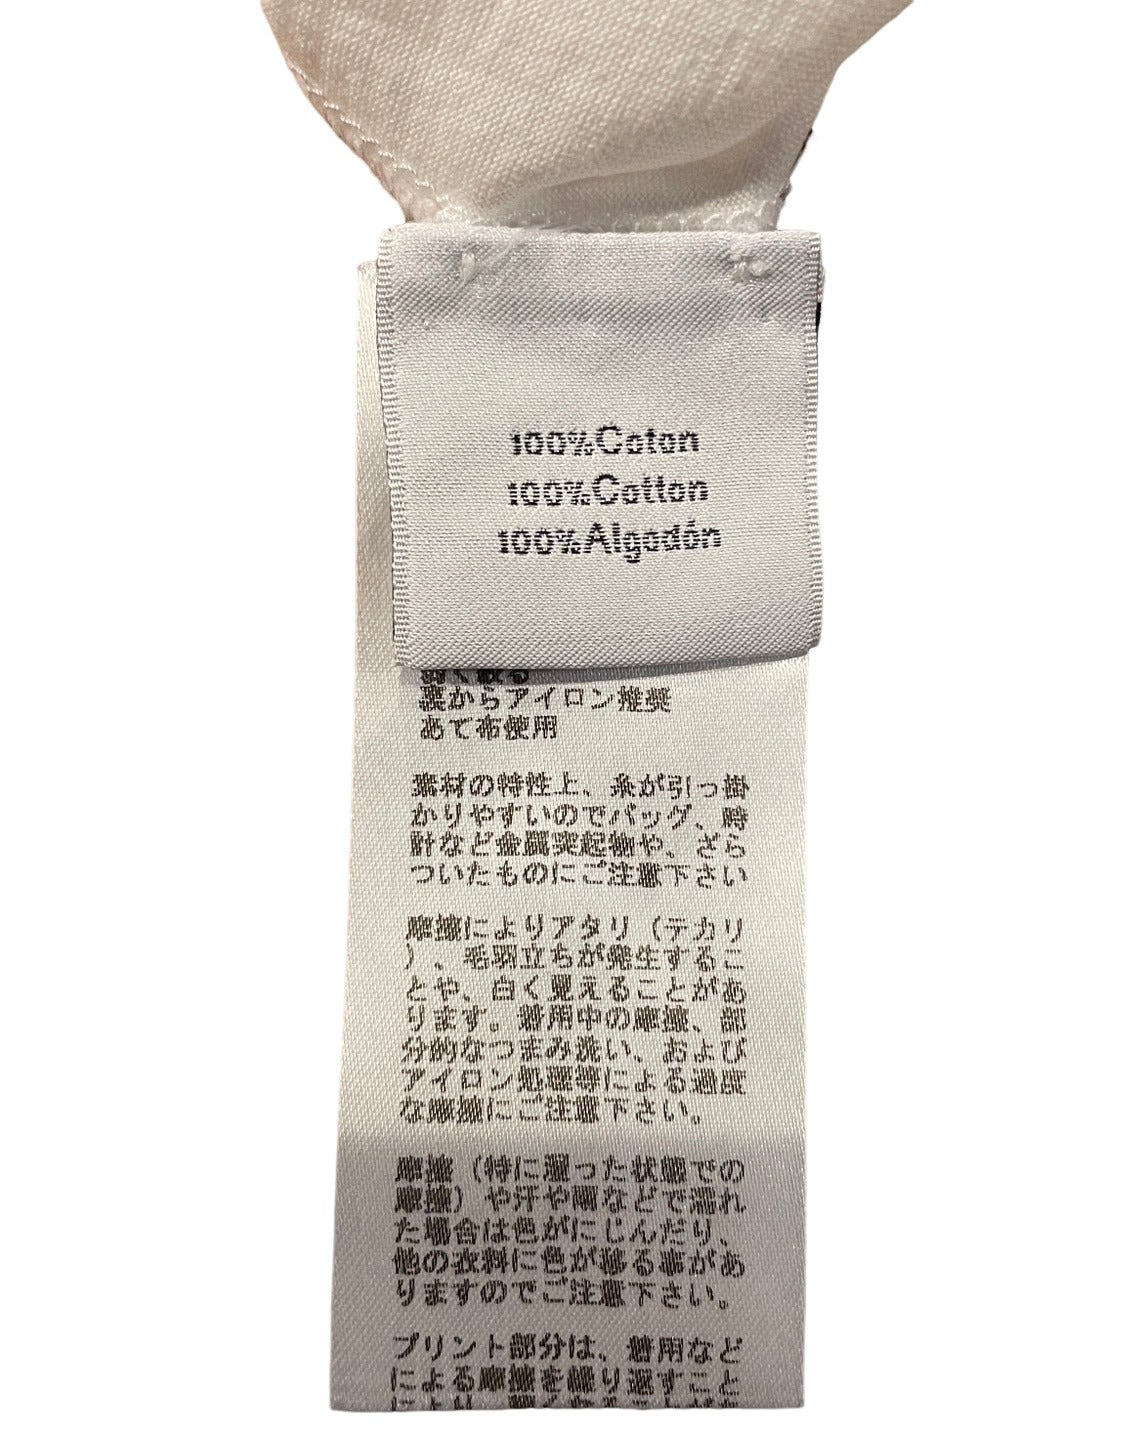 100%Coton
100%Cotton
100%Algodón
裏からアイロン推奨
あて布使用
素材の特性上、糸が引っ掛
かりやすいのでバッグ、時
計など金属突起物や、ざら
ついたものにご注意下さい
摩擦によりアタリ（テカリ
）、毛羽立ちが発生するこ
とや、白く見えることがあ
ります。着用中の摩擦、部
分的なつまみ洗い、および
アイロン処理等による過度
な摩擦にご注意下さい。
摩擦（特に湿った状態での
摩擦）や汗や雨などで濡れ
た場合は色がにじんだり、
他の衣料に色が移る事があ
りますのでご注意下さい。
プリント部分は、着用など
による摩擦を繰り返すこと